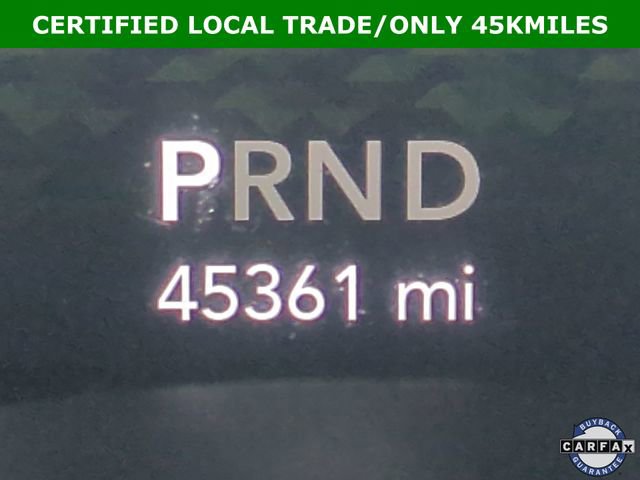 CERTIFIED LOCAL TRADE/ONLY 45KMILES
PRND
45361 mi
BUYBACK
CARFAX
GUARANTEE